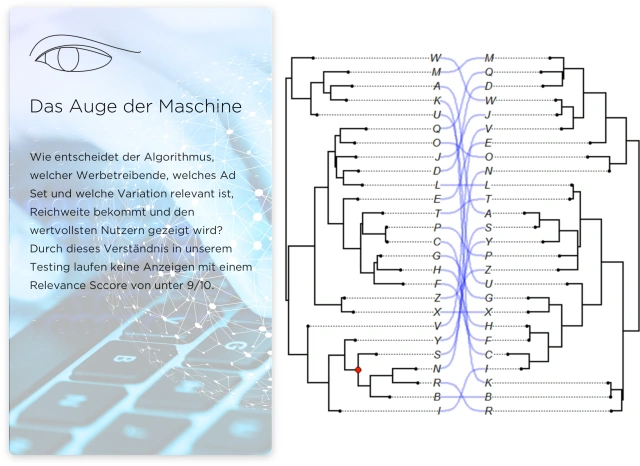 Das Auge der Maschine
Wie entscheidet der Algorithmus,
welcher Werbetreibende, welches Ad
Set und welche Variation relevant ist,
Reichweite bekommt und den
wertvollsten Nutzern gezeigt wird?
Durch dieses Verständnis in unserem
Testing laufen keine Anzeigen mit einem
Relevance Sccore von unter 9/10.
B
G
W M
M Q
A D
K W
U J
Q V
O E
J O
D N
L L
E T
T A
P S
C Y
G P
H Z
F U
Z G
X X
V H
Y F
S C
N I
R K
B B
I R